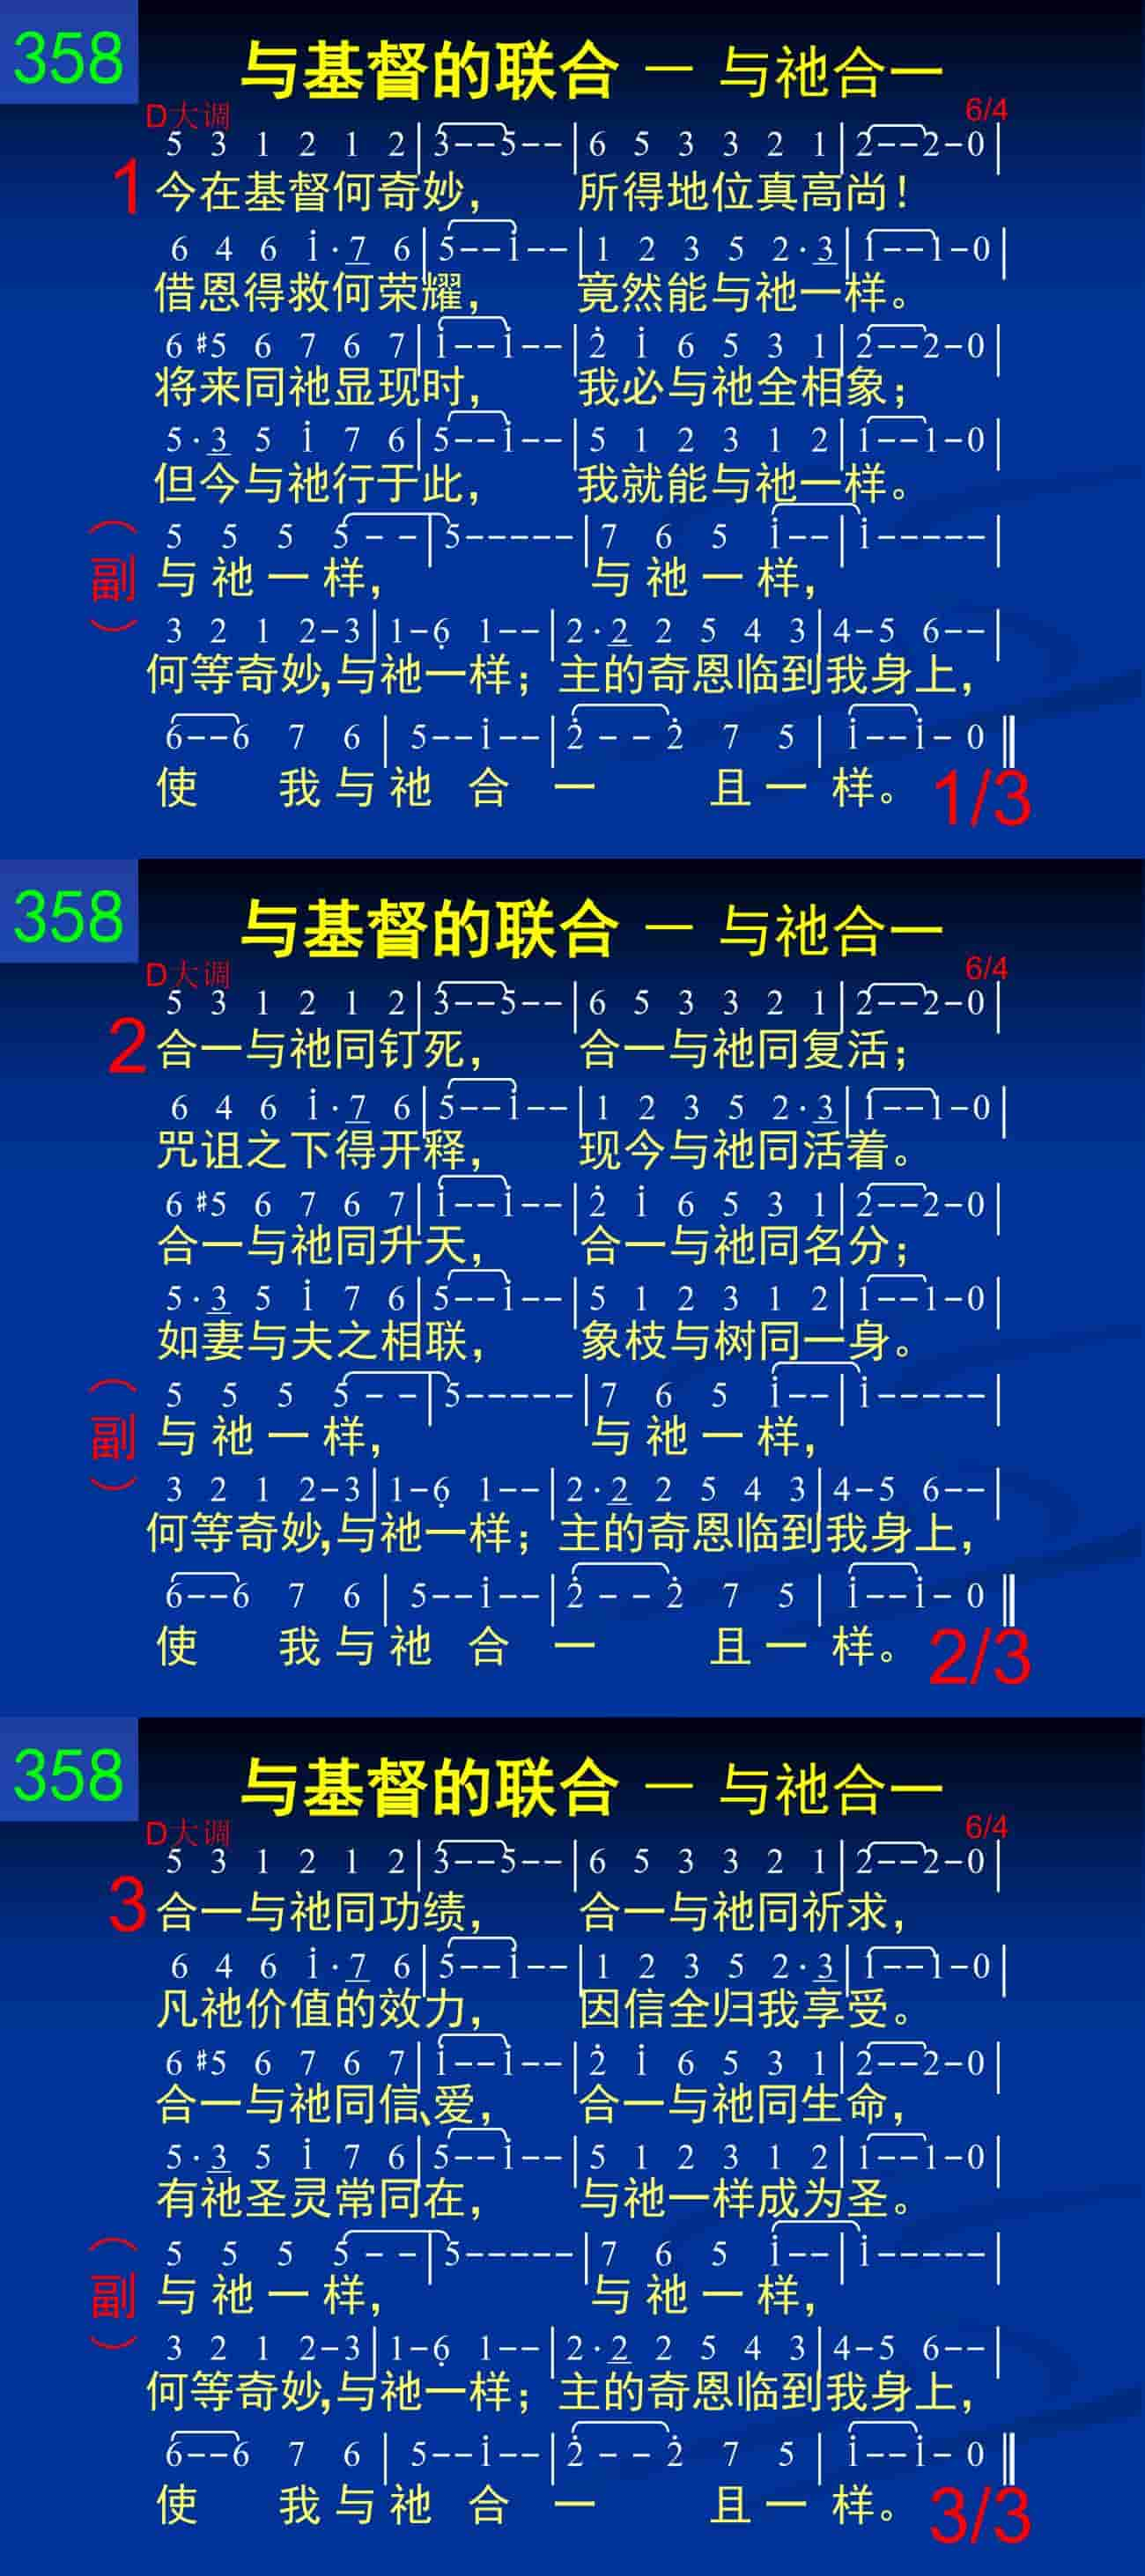 358
与基督的联合 — 与祂合一
D大调 6/4
5 3 1 2 1 2|3--5--|6 5 3 3 2 1|2--2-0|
1 今在基督何奇妙， 所得地位真高尚！
6 4 6 i·7 6|5--i--|1 2 3 5 2·3|1--1-0|
借恩得救何荣耀， 竟然能与祂一样。
6 #5 6 7 6 7|i--i--|2̇ i 6 5 3 1|2--2-0|
将来同祂显现时， 我必与祂全相象；
5·3 5 i 7 6|5--i--|5 1 2 3 1 2|1--1-0|
但今与祂行于此， 我就能与祂一样。
5 5 5 5--|5-----|7 6 5 i--|i-----|
（副） 与祂一样， 与祂一样，
3 2 1 2-3|1-6̣ 1--|2·2 2 5 4 3|4-5 6--|
何等奇妙,与祂一样；主的奇恩临到我身上，
6--6 7 6|5--i--|2̇--2̇ 7 5|i--i-0‖
使 我与祂 合 一 且一 样。 1/3
358
与基督的联合 — 与祂合一
D大调 6/4
5 3 1 2 1 2|3--5--|6 5 3 3 2 1|2--2-0|
2 合一与祂同钉死， 合一与祂同复活；
6 4 6 i·7 6|5--i--|1 2 3 5 2·3|1--1-0|
咒诅之下得开释， 现今与祂同活着。
6 #5 6 7 6 7|i--i--|2̇ i 6 5 3 1|2--2-0|
合一与祂同升天， 合一与祂同名分；
5·3 5 i 7 6|5--i--|5 1 2 3 1 2|1--1-0|
如妻与夫之相联， 象枝与树同一身。
5 5 5 5--|5-----|7 6 5 i--|i-----|
（副） 与祂一样， 与祂一样，
3 2 1 2-3|1-6̣ 1--|2·2 2 5 4 3|4-5 6--|
何等奇妙,与祂一样；主的奇恩临到我身上，
6--6 7 6|5--i--|2̇--2̇ 7 5|i--i-0‖
使 我与祂 合 一 且一 样。 2/3
358
与基督的联合 — 与祂合一
D大调 6/4
5 3 1 2 1 2|3--5--|6 5 3 3 2 1|2--2-0|
3 合一与祂同功绩， 合一与祂同祈求，
6 4 6 i·7 6|5--i--|1 2 3 5 2·3|1--1-0|
凡祂价值的效力， 因信全归我享受。
6 #5 6 7 6 7|i--i--|2̇ i 6 5 3 1|2--2-0|
合一与祂同信、爱， 合一与祂同生命，
5·3 5 i 7 6|5--i--|5 1 2 3 1 2|1--1-0|
有祂圣灵常同在， 与祂一样成为圣。
5 5 5 5--|5-----|7 6 5 i--|i-----|
（副） 与祂一样， 与祂一样，
3 2 1 2-3|1-6̣ 1--|2·2 2 5 4 3|4-5 6--|
何等奇妙,与祂一样；主的奇恩临到我身上，
6--6 7 6|5--i--|2̇--2̇ 7 5|i--i-0‖
使 我与祂 合 一 且一 样。 3/3